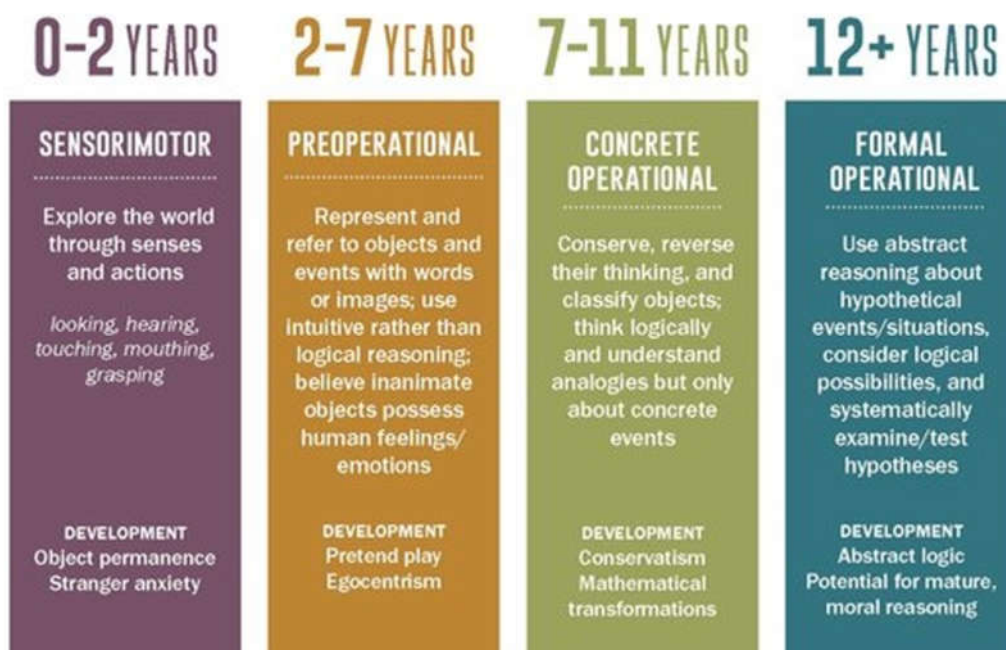 0-2 YEARS
SENSORIMOTOR
Explore the world
through senses
and actions
looking, hearing,
touching, mouthing,
grasping
DEVELOPMENT
Object permanence
Stranger anxiety
2-7 YEARS
PREOPERATIONAL
Represent and
refer to objects and
events with words
or images; use
intuitive rather than
logical reasoning;
believe inanimate
objects possess
human feelings/
emotions
DEVELOPMENT
Pretend play
Egocentrism
7-11 YEARS
CONCRETE
OPERATIONAL
Conserve, reverse
their thinking, and
classify objects;
think logically
and understand
analogies but only
about concrete
events
DEVELOPMENT
Conservatism
Mathematical
transformations
12+ YEARS
FORMAL
OPERATIONAL
Use abstract
reasoning about
hypothetical
events/situations,
consider logical
possibilities, and
systematically
examine/test
hypotheses
DEVELOPMENT
Abstract logic
Potential for mature,
moral reasoning